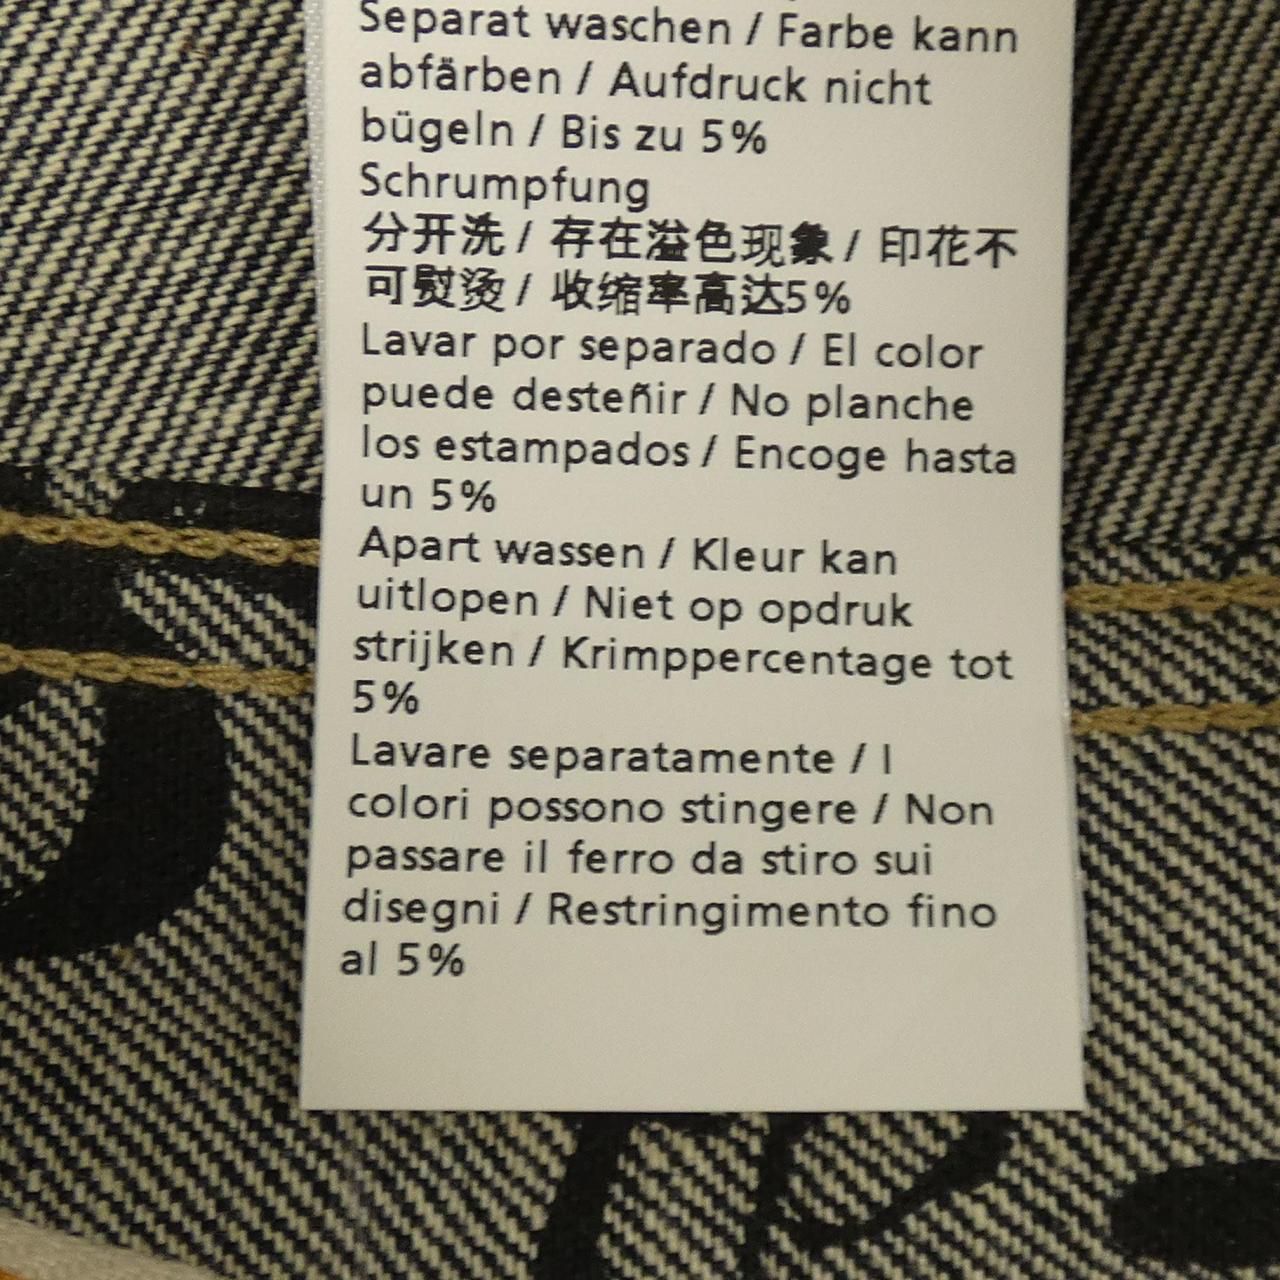 Separat waschen / Farbe kann
abfärben / Aufdruck nicht
bügeln / Bis zu 5%
Schrumpfung
分开洗 / 存在溢色现象 / 印花不
可熨烫 / 收缩率高达5%
Lavar por separado / El color
puede desteñir / No planche
los estampados / Encoge hasta
un 5%
Apart wassen / Kleur kan
uitlopen / Niet op opdruk
strijken / Krimppercentage tot
5%
Lavare separatamente / I
colori possono stingere / Non
passare il ferro da stiro sui
disegni / Restringimento fino
al 5%